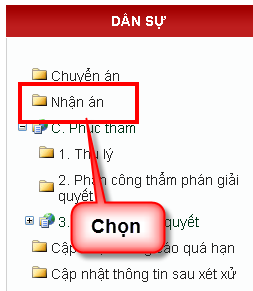 DÂN SỰ
Chuyển án
Nhận án
C. Phúc thẩm
1. Thụ lý
2. Phân công thẩm phán giải
quyết
3. quyết
Chọn
Cập quá hạn
Cập nhật thông tin sau xét xử